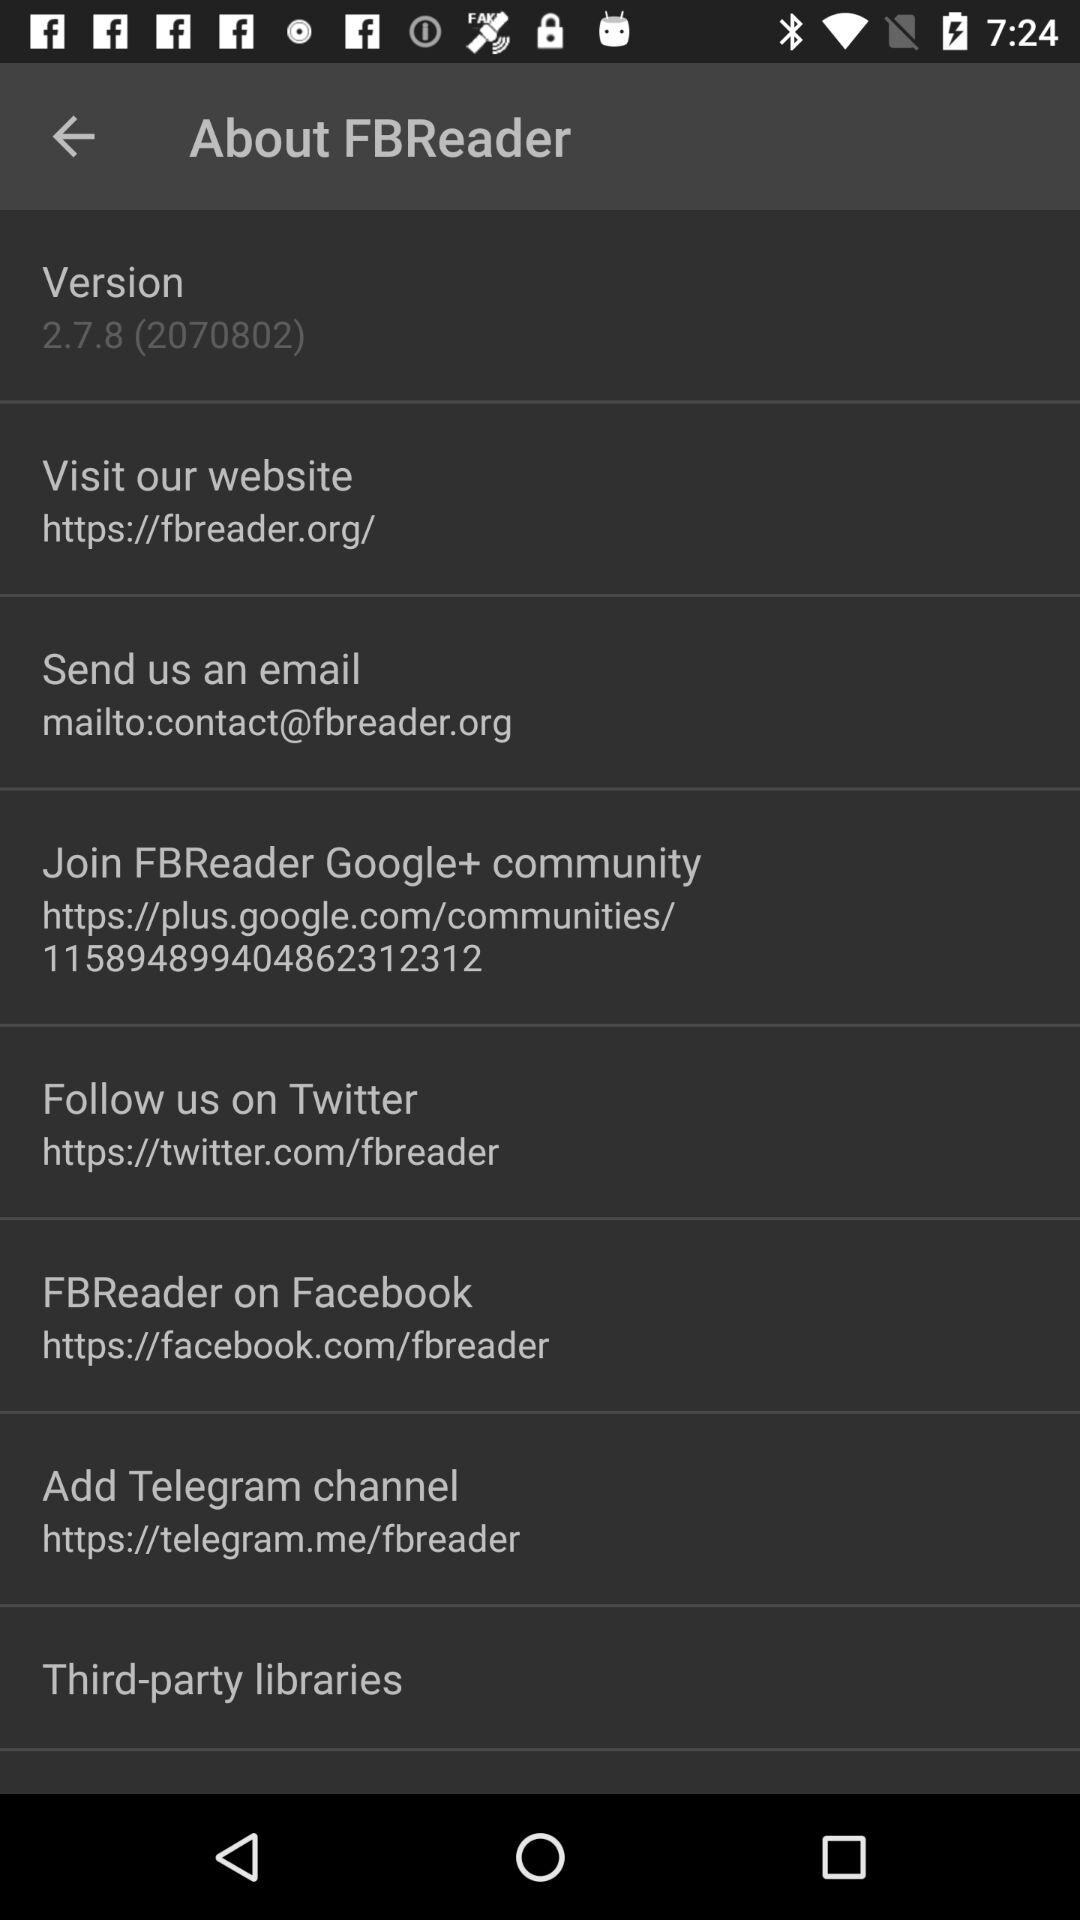 FAKE
7:24
About FBReader
Version
2.7.8 (2070802)
Visit our website
https://fbreader.org/
Send us an email
mailto:contact@fbreader.org
Join FBReader Google+ community
https://plus.google.com/communities/
115894899404862312312
Follow us on Twitter
https://twitter.com/fbreader
FBReader on Facebook
https://facebook.com/fbreader
Add Telegram channel
https://telegram.me/fbreader
Third-party libraries